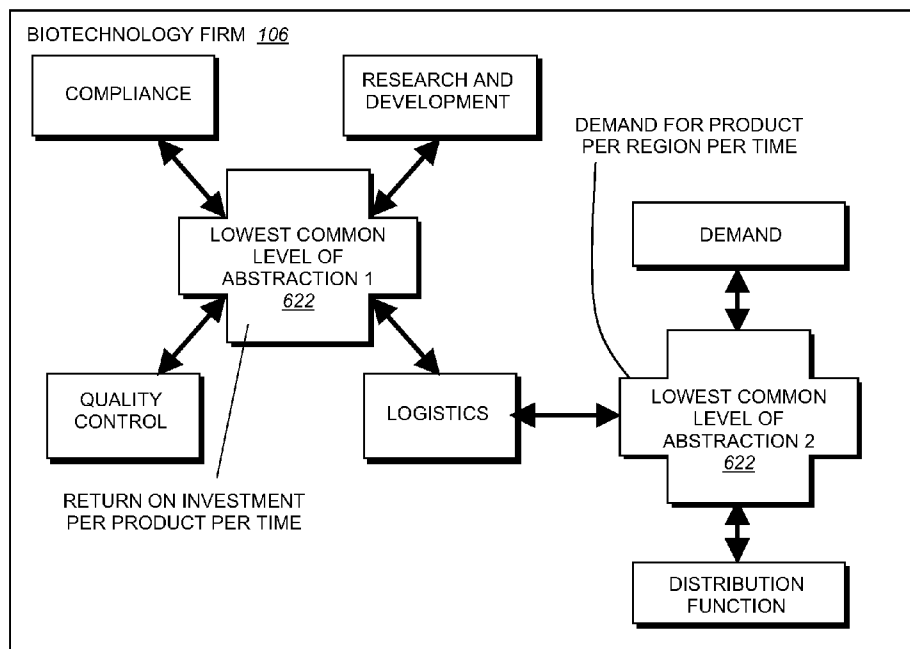 BIOTECHNOLOGY FIRM 106
COMPLIANCE
RESEARCH AND
DEVELOPMENT
DEMAND FOR PRODUCT
PER REGION PER TIME
LOWEST COMMON
LEVEL OF
ABSTRACTION 1
622
DEMAND
QUALITY
CONTROL
LOGISTICS
LOWEST COMMON
LEVEL OF
ABSTRACTION 2
622
RETURN ON INVESTMENT
PER PRODUCT PER TIME
DISTRIBUTION
FUNCTION